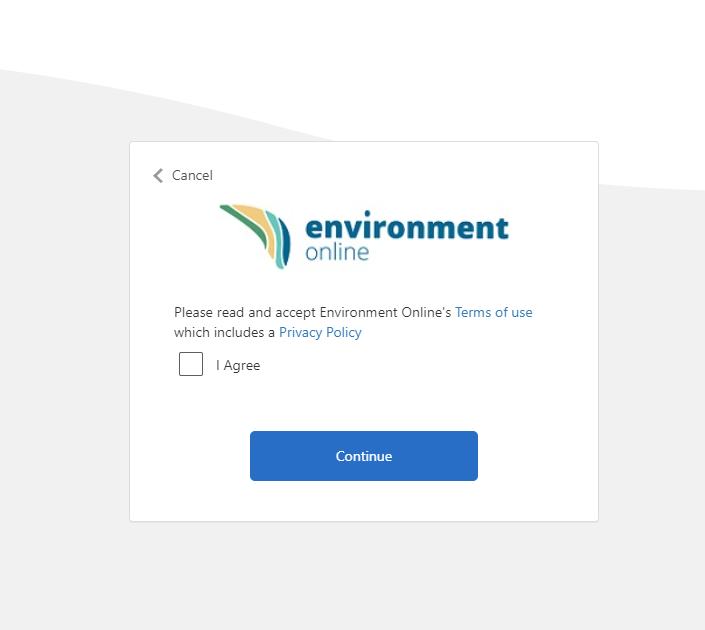 Cancel
environment
online
Please read and accept Environment Online's Terms of use
which includes a Privacy Policy
I Agree
Continue